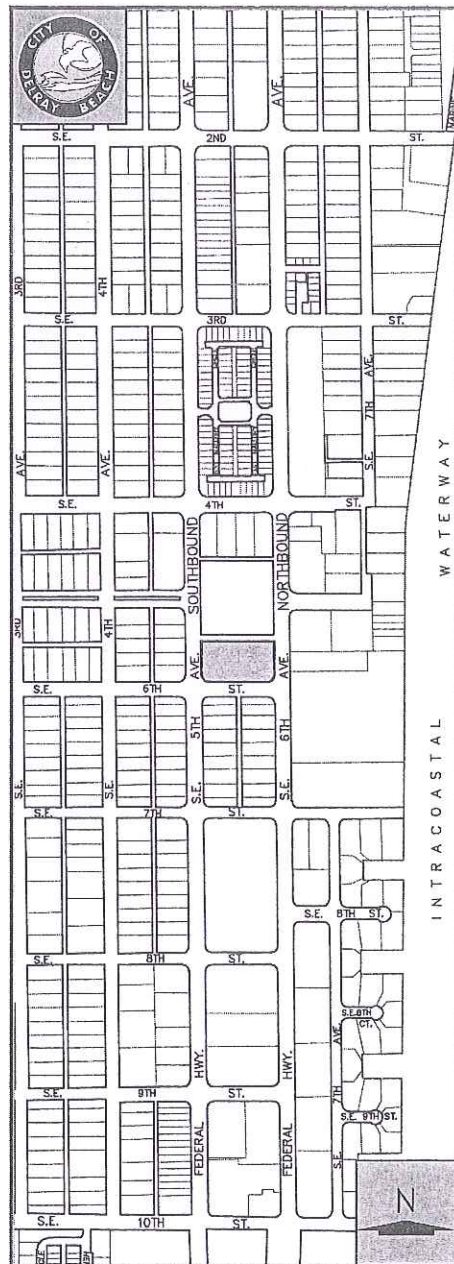 CITY OF
DELRAY BEACH
AVE.
AVE.
S.E. 2ND ST.
3RD
4TH
S.E. 3RD ST.
AVE.
AVE.
AVE.
7TH
S.E.
S.E. 4TH ST.
WATERWAY
SOUTHBOUND
NORTHBOUND
3RD
4TH
AVE.
AVE.
S.E. 6TH ST.
5TH
6TH
S.E.
S.E.
S.E.
S.E.
S.E. 7TH ST.
INTRACOASTAL
S.E. 8TH ST.
S.E. 8TH ST.
S.E. 8TH
CT.
AVE.
HWY.
HWY.
7TH
S.E. 9TH ST.
S.E. 9TH ST.
FEDERAL
FEDERAL
S.E.
N
S.E. 10TH ST.